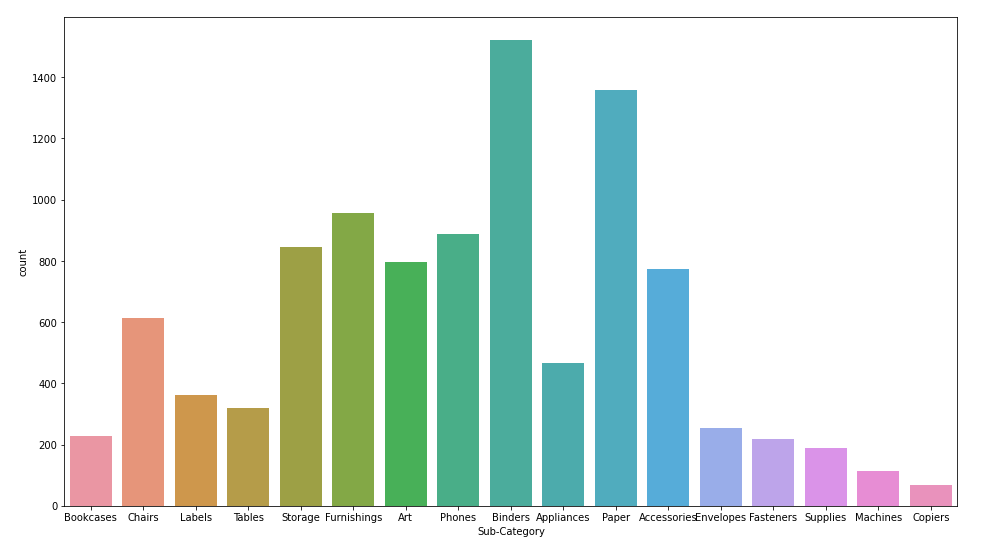 1400
1200
1000
800
600
400
200
0
count
Bookcases Chairs Labels Tables Storage Furnishings Art Phones Binders Appliances Paper Accessories Envelopes Fasteners Supplies Machines Copiers
Sub-Category